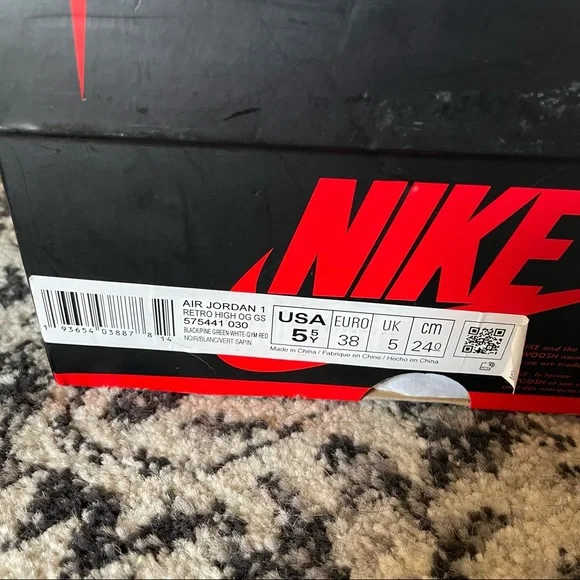 NIKE
AIR JORDAN 1
RETRO HIGH OG GS
575441 030
BLACK/PINE GREEN-WHITE-GYM RED
NOIR/BLANC/VERT SAPIN
USA EURO UK cm
5 5Y 38 5 24.0
Made in China / Fabriqué en Chine / Hecho en China
1 93654 03887 8 14